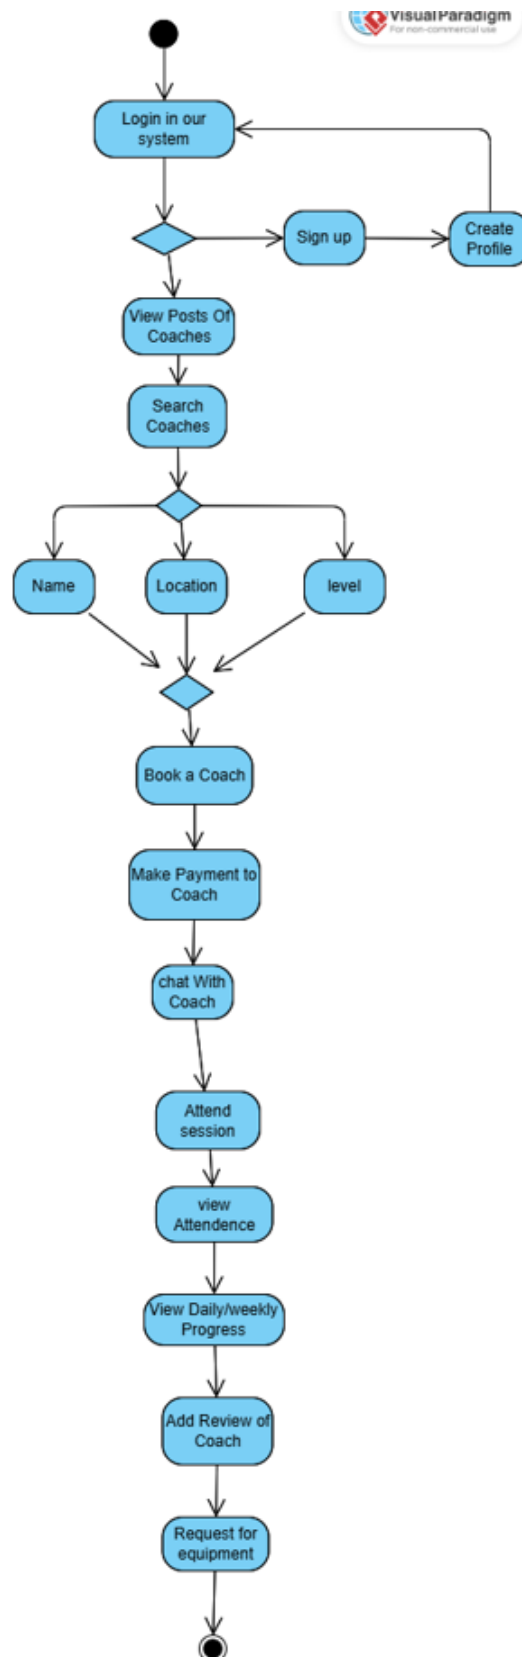 VisualParadigm
For non-commercial use
Login in our
system
Sign up
Create
Profile
View Posts Of
Coaches
Search
Coaches
Name
Location
level
Book a Coach
Make Payment to
Coach
chat With
Coach
Attend
session
view
Attendence
View Daily/weekly
Progress
Add Review of
Coach
Request for
equipment